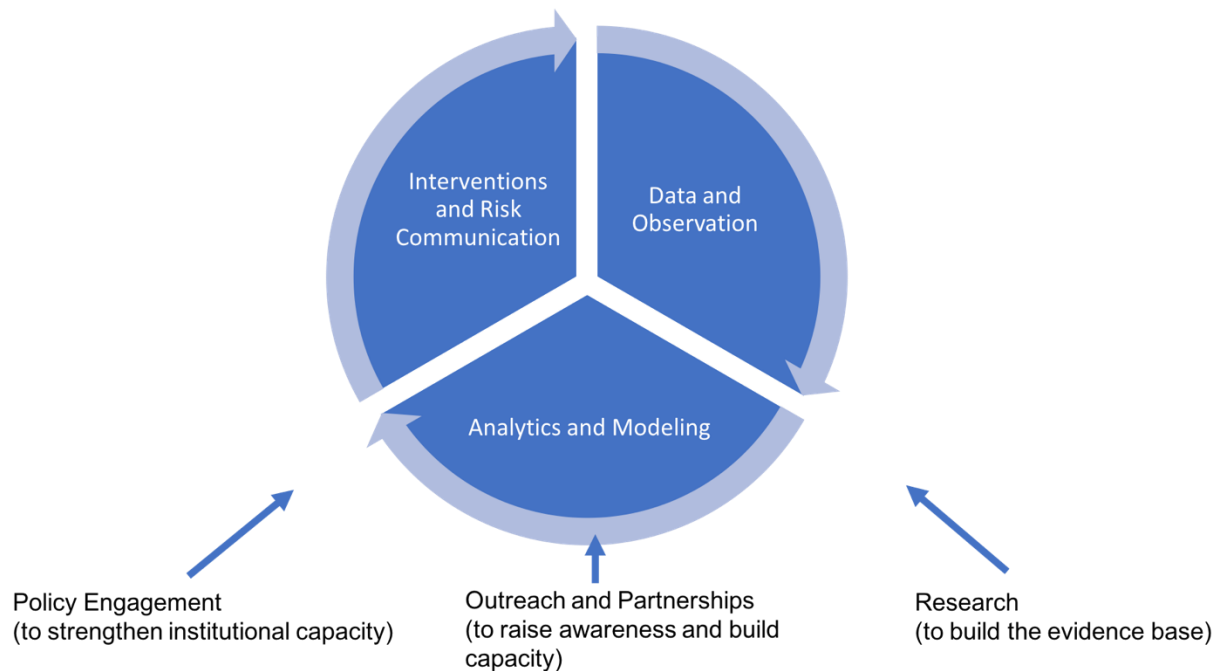 Interventions
and Risk
Communication
Data and
Observation
Analytics and Modeling
Policy Engagement
(to strengthen institutional capacity)
Outreach and Partnerships
(to raise awareness and build
capacity)
Research
(to build the evidence base)